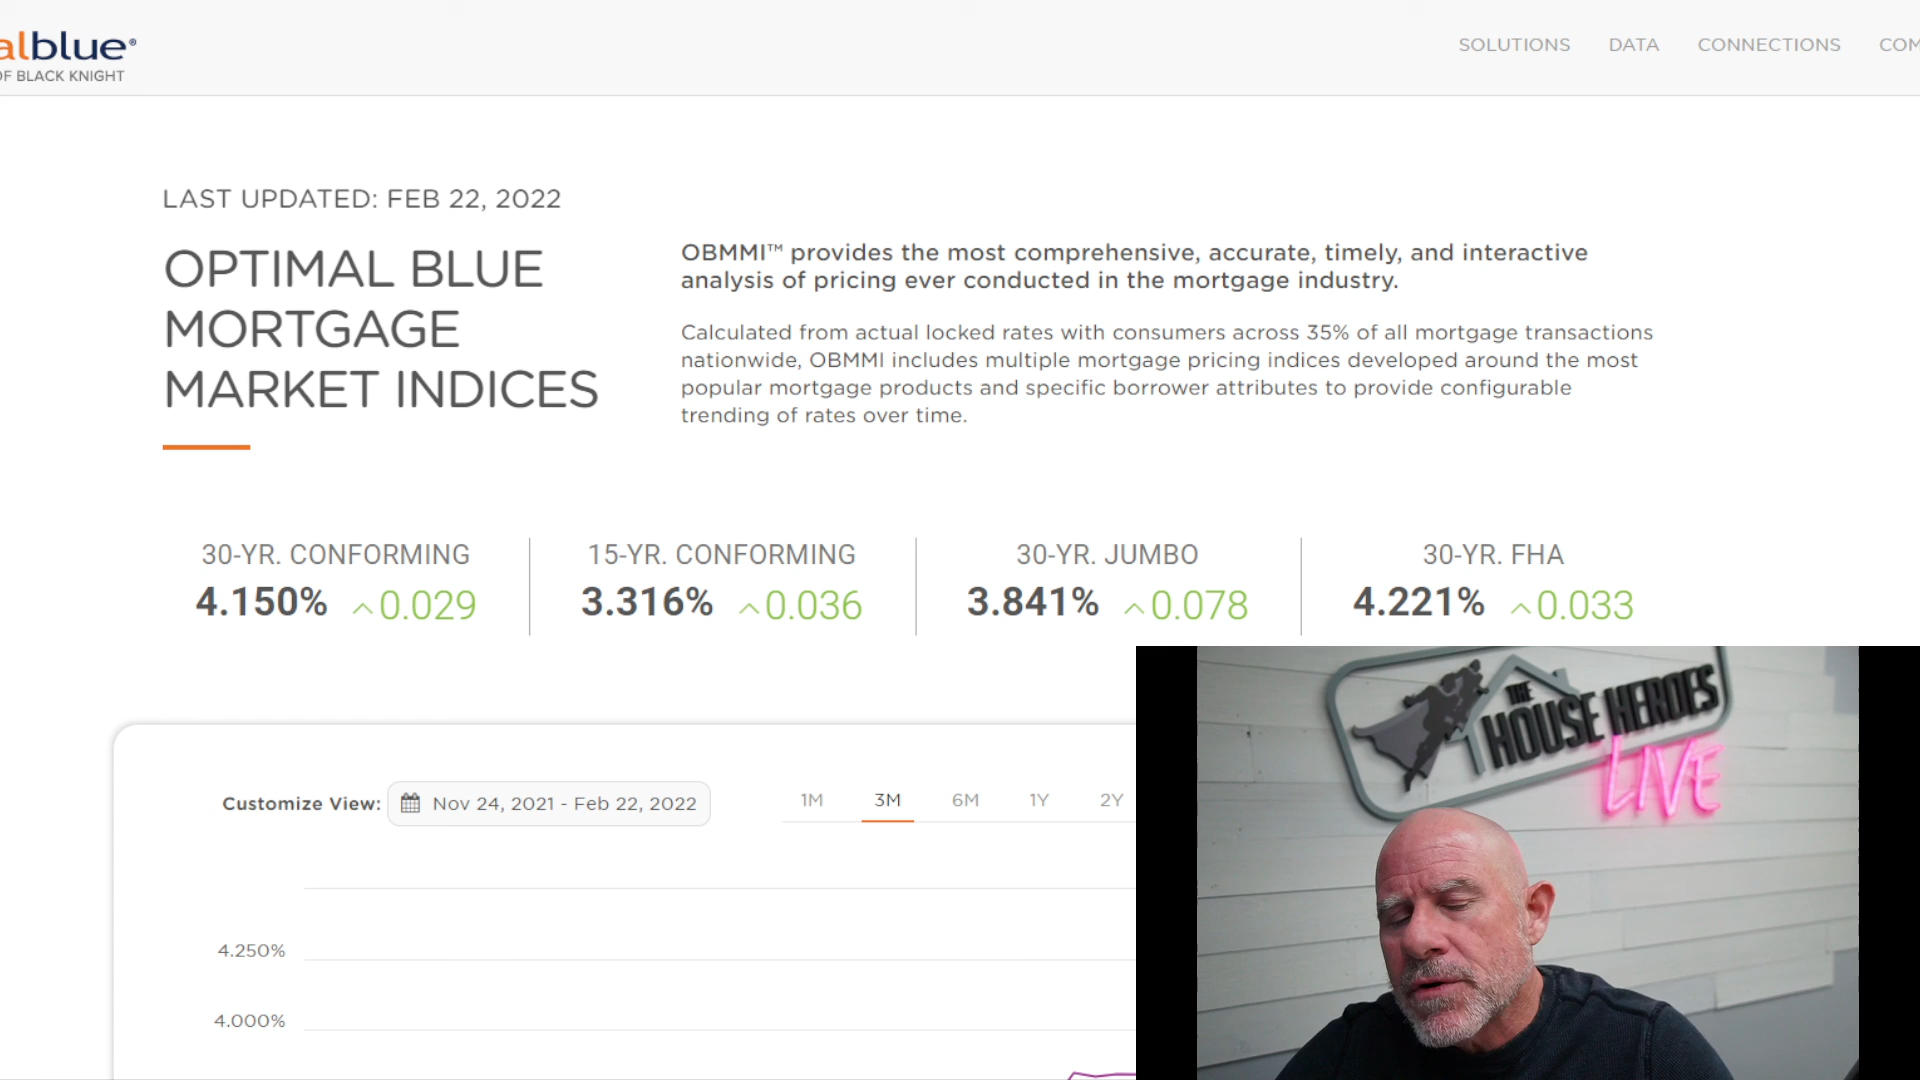 alblue®
OF BLACK KNIGHT
SOLUTIONS DATA CONNECTIONS COM
LAST UPDATED: FEB 22, 2022
OPTIMAL BLUE
MORTGAGE
MARKET INDICES
OBMMI™ provides the most comprehensive, accurate, timely, and interactive
analysis of pricing ever conducted in the mortgage industry.
Calculated from actual locked rates with consumers across 35% of all mortgage transactions
nationwide, OBMMI includes multiple mortgage pricing indices developed around the most
popular mortgage products and specific borrower attributes to provide configurable
trending of rates over time.
30-YR. CONFORMING
4.150% ^0.029
15-YR. CONFORMING
3.316% ^0.036
30-YR. JUMBO
3.841% ^0.078
30-YR. FHA
4.221% ^0.033
Customize View: Nov 24, 2021 - Feb 22, 2022
1M 3M 6M 1Y 2Y
4.250%
4.000%
THE
HOUSE HEROES
LIVE